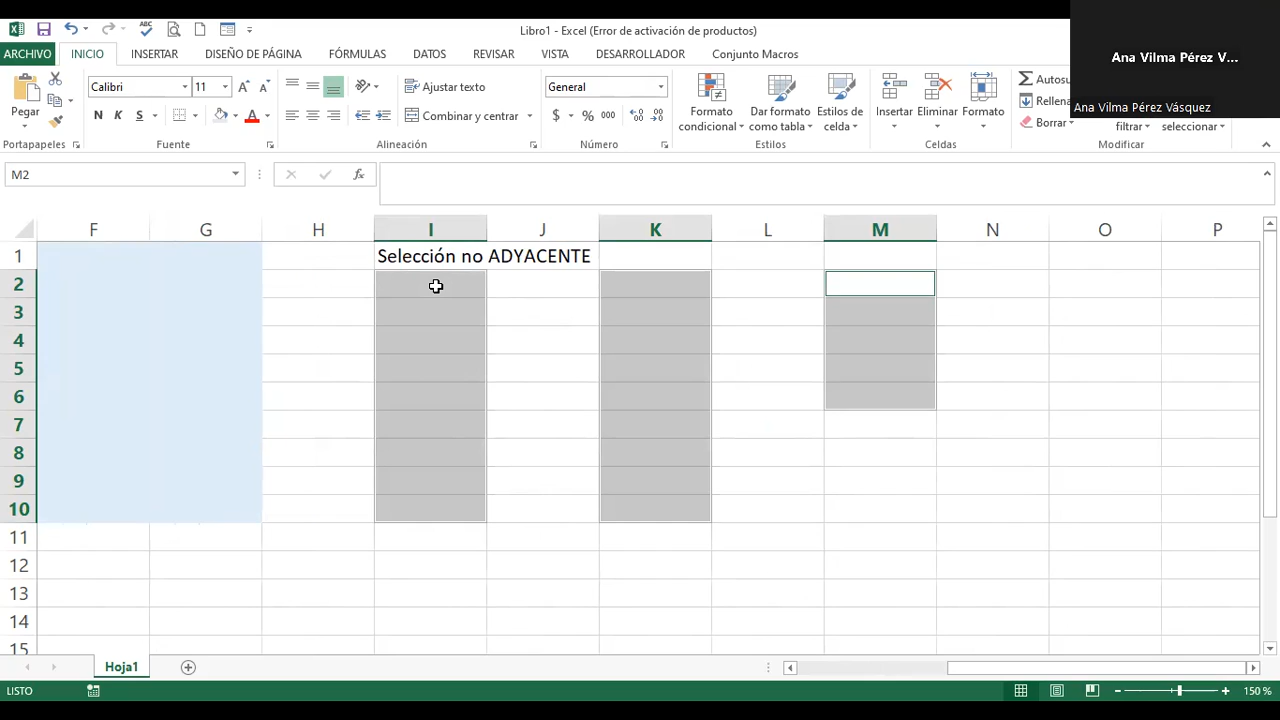 Libro1 - Excel (Error de activación de productos)
Ana Vilma Pérez V...
Ana Vilma Pérez Vásquez
ARCHIVO INICIO INSERTAR DISEÑO DE PÁGINA FÓRMULAS DATOS REVISAR VISTA DESARROLLADOR Conjunto Macros
Calibri 11 Ajustar texto General Autosu
Pegar N K S A Combinar y centrar $ % 000 Formato condicional Dar formato como tabla Estilos de celda Insertar Eliminar Formato Rellena
Borrar filtrar seleccionar
Portapapeles Fuente Alineación Número Estilos Celdas Modificar
M2 fx
F G H I J K L M N O P
1 Selección no ADYACENTE
2
3
4
5
6
7
8
9
10
11
12
13
14
15
Hoja1
LISTO 150 %